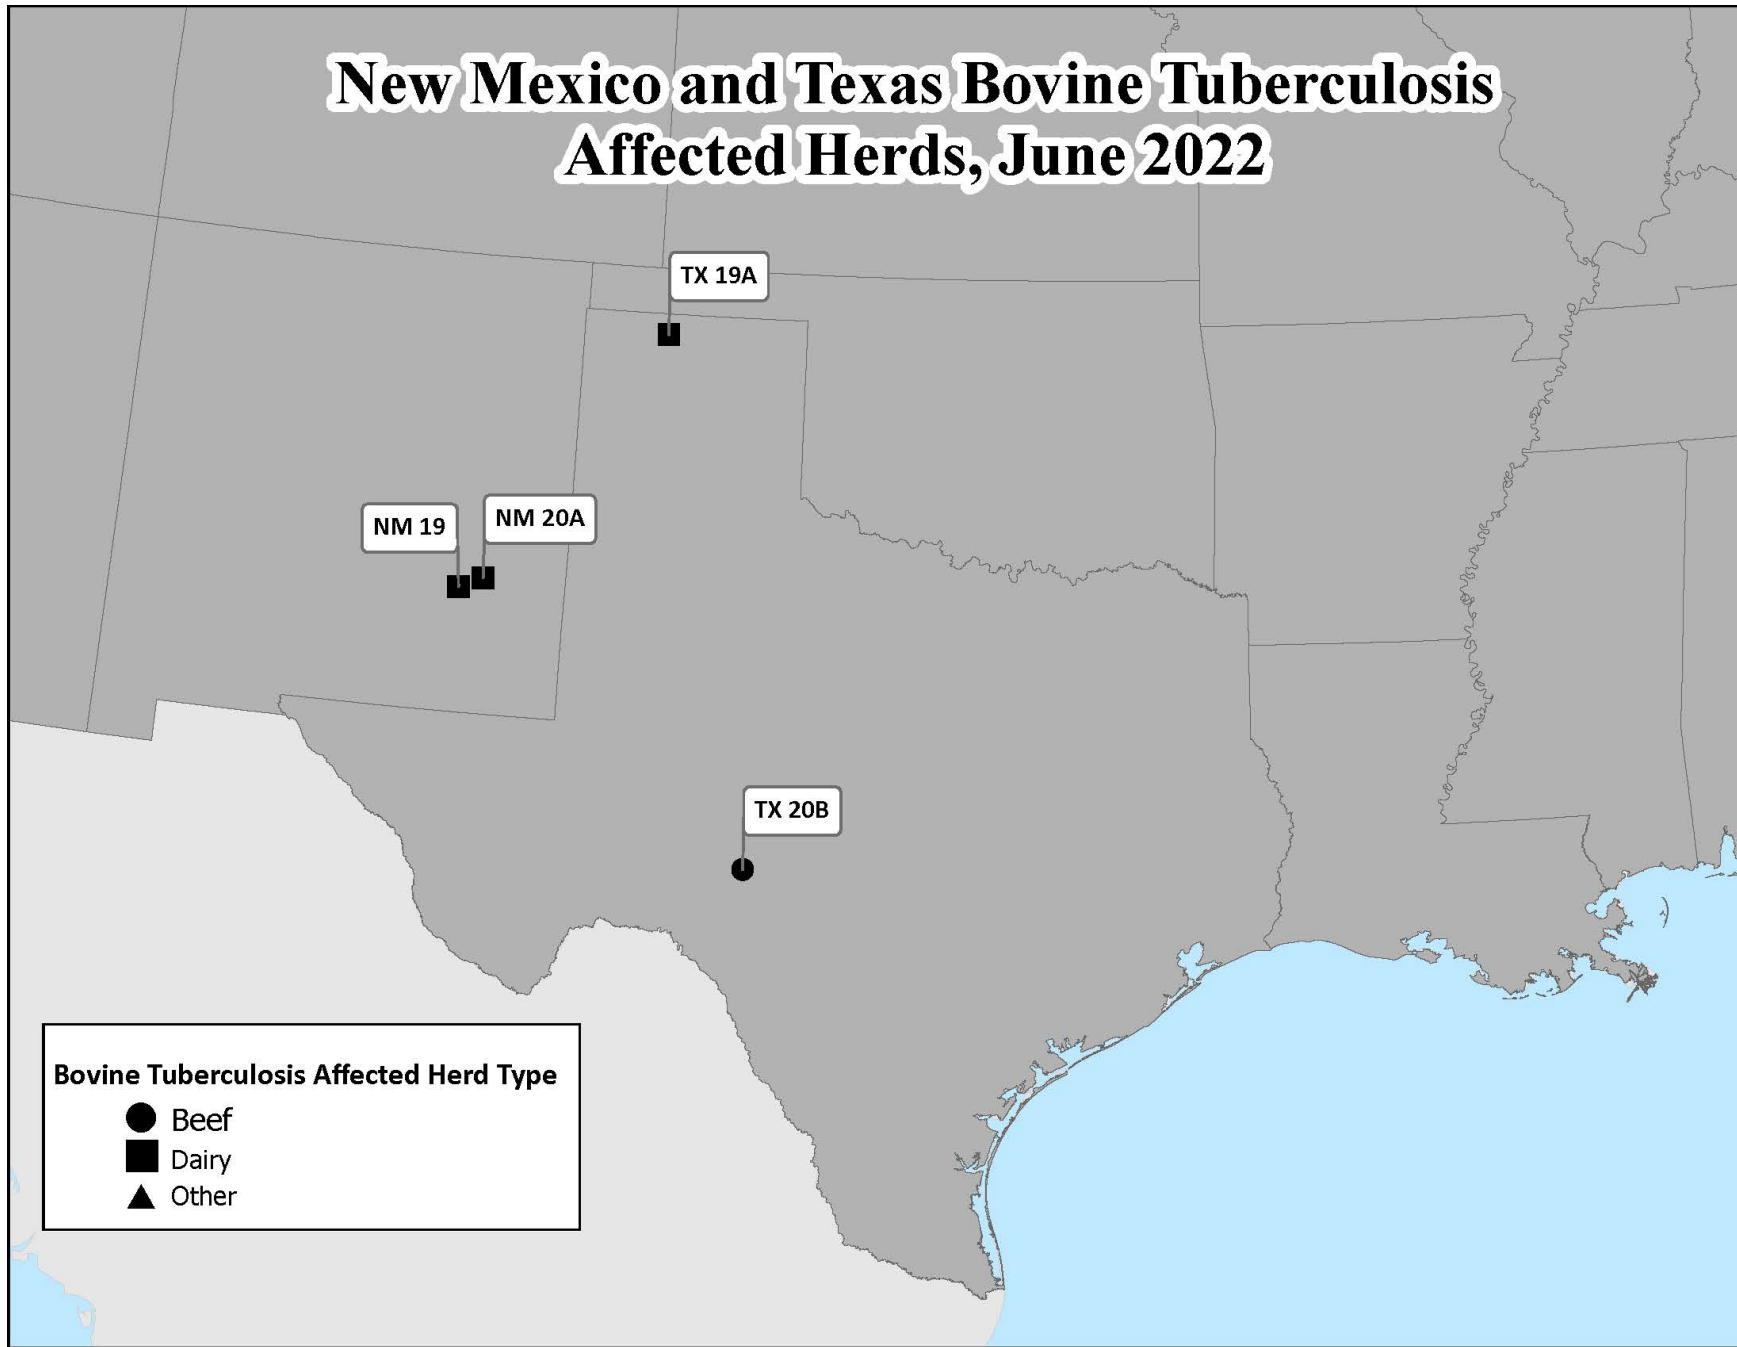 New Mexico and Texas Bovine Tuberculosis
Affected Herds, June 2022
TX 19A
NM 19
NM 20A
TX 20B
Bovine Tuberculosis Affected Herd Type
Beef
Dairy
Other